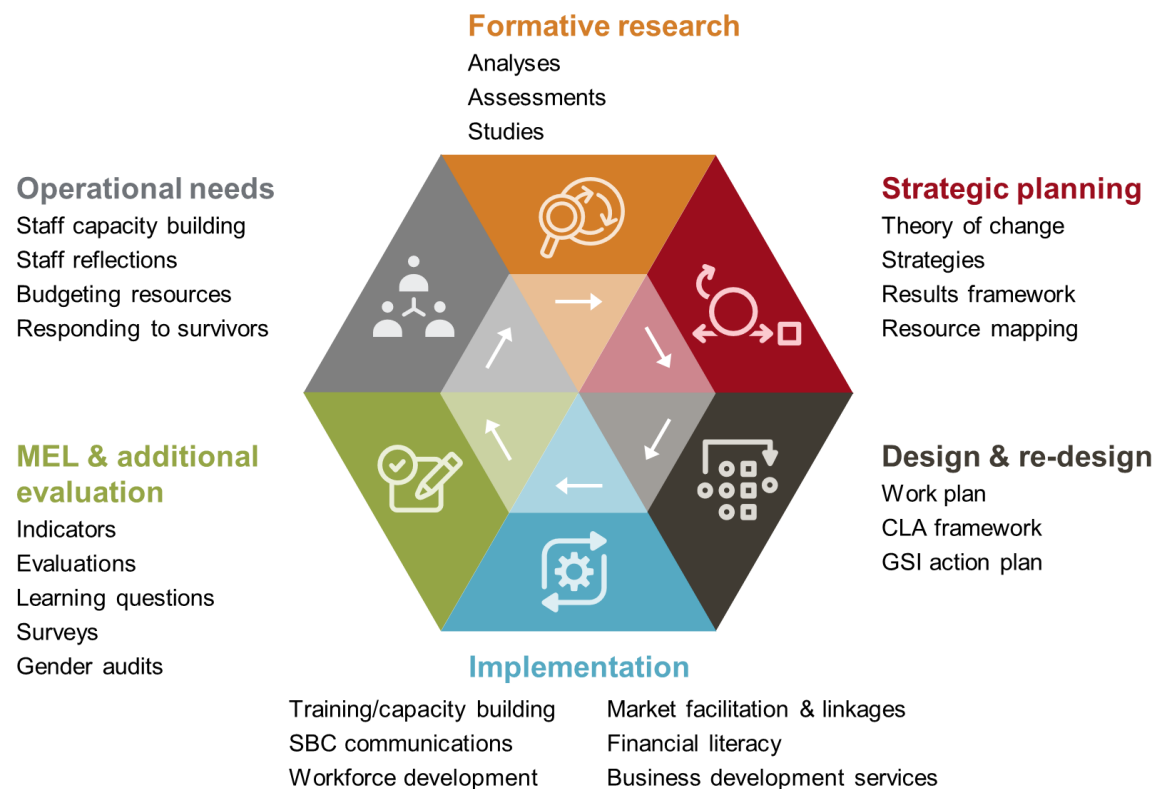 Formative research
Analyses
Assessments
Studies
Operational needs
Staff capacity building
Staff reflections
Budgeting resources
Responding to survivors
Strategic planning
Theory of change
Strategies
Results framework
Resource mapping
MEL & additional
evaluation
Indicators
Evaluations
Learning questions
Surveys
Gender audits
Design & re-design
Work plan
CLA framework
GSI action plan
Implementation
Training/capacity building
SBC communications
Workforce development
Market facilitation & linkages
Financial literacy
Business development services